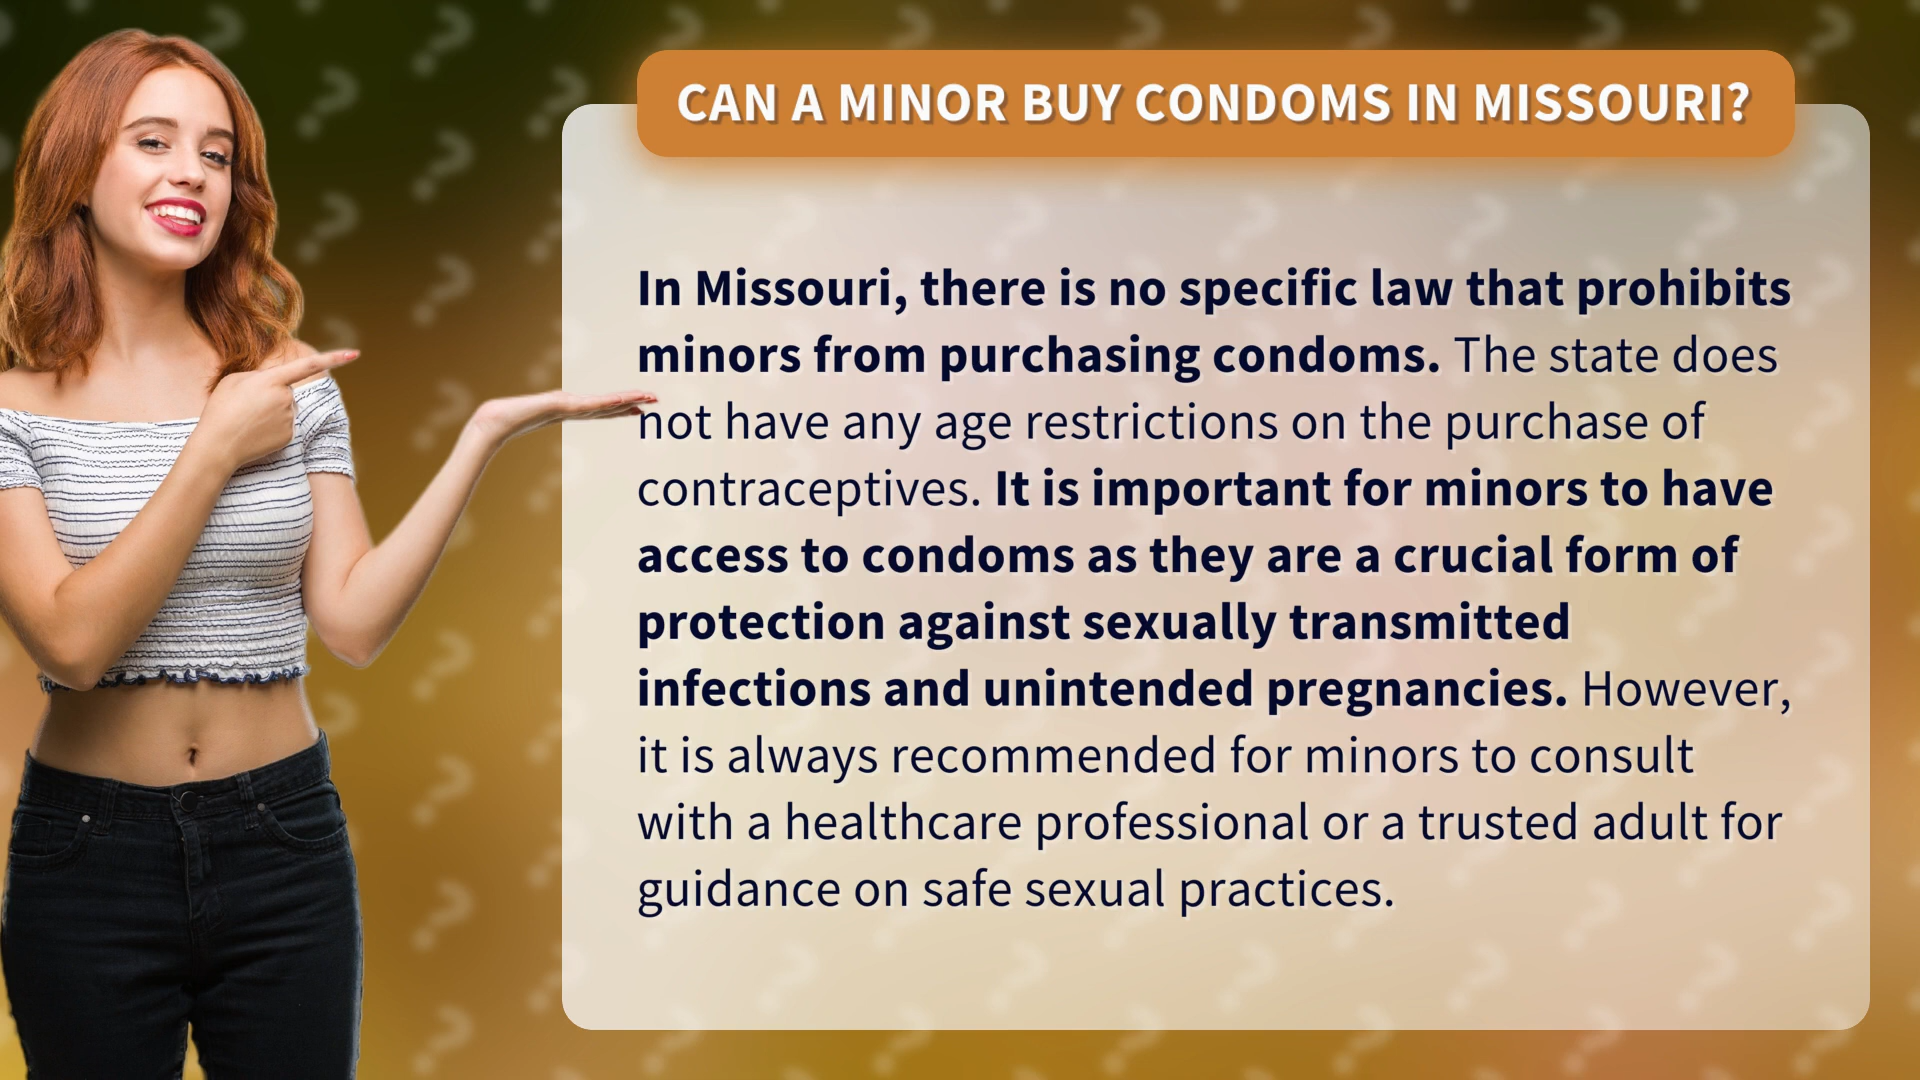 CAN A MINOR BUY CONDOMS IN MISSOURI?
In Missouri, there is no specific law that prohibits
minors from purchasing condoms. The state does
not have any age restrictions on the purchase of
contraceptives. It is important for minors to have
access to condoms as they are a crucial form of
protection against sexually transmitted
infections and unintended pregnancies. However,
it is always recommended for minors to consult
with a healthcare professional or a trusted adult for
guidance on safe sexual practices.